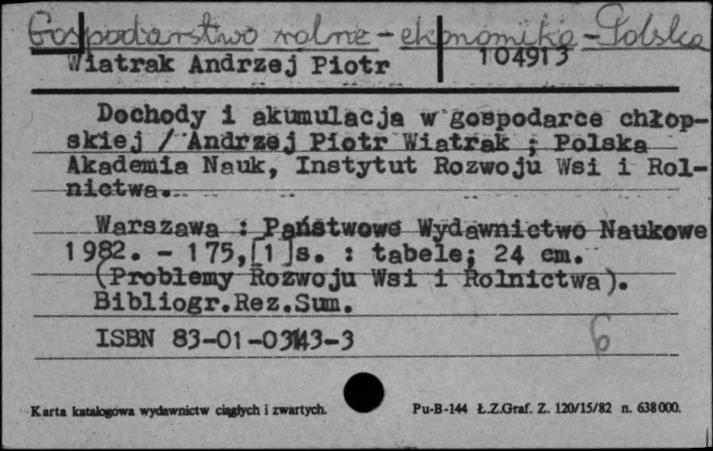 Gospodarstwo rolne - ekonomika - Polska
Wiatrak Andrzej Piotr
104913
Dochody i akumulacja w gospodarce chłop-
skiej / Andrzej Piotr Wiatrak ; Polska
Akademia Nauk, Instytut Rozwoju Wsi i Rol-
nictwa.
Warszawa : Państwowe Wydawnictwo Naukowe
1982. - 175,[1]s. : tabele; 24 cm.
(Problemy Rozwoju Wsi i Rolnictwa).
Bibliogr.Rez.Sum.
ISBN 83-01-03143-3
6
Karta katalogowa wydawnictw ciągłych i zwartych.
Pu-B-144 Ł.Z.Graf. Z. 120/15/82 n. 638000.